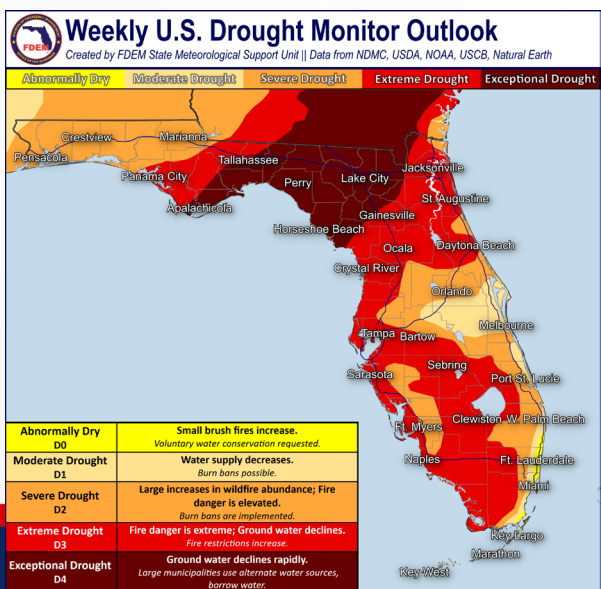 FDEM
Weekly U.S. Drought Monitor Outlook
Created by FDEM State Meteorological Support Unit || Data from NDMC, USDA, NOAA, USCB, Natural Earth
Abnormally Dry Moderate Drought Severe Drought Extreme Drought Exceptional Drought
Crestview
Marianna
Pensacola
Tallahassee
Jacksonville
Panama City
Perry
Lake City
St. Augustine
Apalachicola
Gainesville
Horseshoe Beach
Ocala
Daytona Beach
Crystal River
Orlando
Melbourne
Tampa
Bartow
Sebring
Sarasota
Port St. Lucie
Clewiston
W. Palm Beach
Ft. Myers
Naples
Ft. Lauderdale
Miami
Key Largo
Marathon
Key West
Abnormally Dry
D0
Small brush fires increase.
Voluntary water conservation requested.
Moderate Drought
D1
Water supply decreases.
Burn bans possible.
Severe Drought
D2
Large increases in wildfire abundance; Fire
danger is elevated.
Burn bans are implemented.
Extreme Drought
D3
Fire danger is extreme; Ground water declines.
Fire restrictions increase.
Exceptional Drought
D4
Ground water declines rapidly.
Large municipalities use alternate water sources,
borrow water.